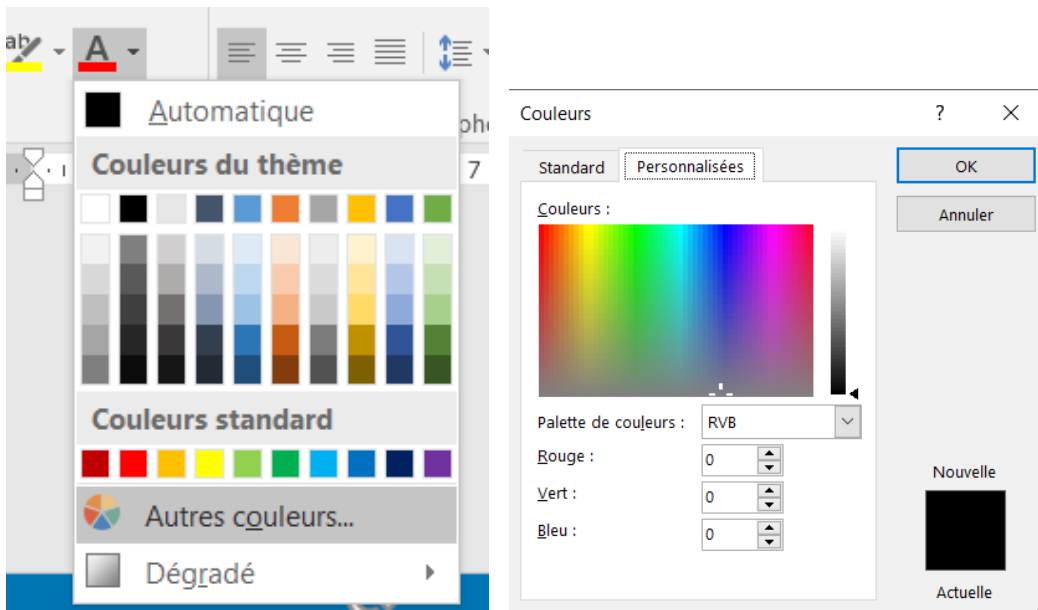 ab
A
Automatique
Couleurs du thème
7
Couleurs standard
Autres couleurs...
Dégradé
Couleurs
?
Standard
Personnalisées
OK
Annuler
Couleurs :
Palette de couleurs :
RVB
Rouge :
0
Vert :
0
Bleu :
0
Nouvelle
Actuelle